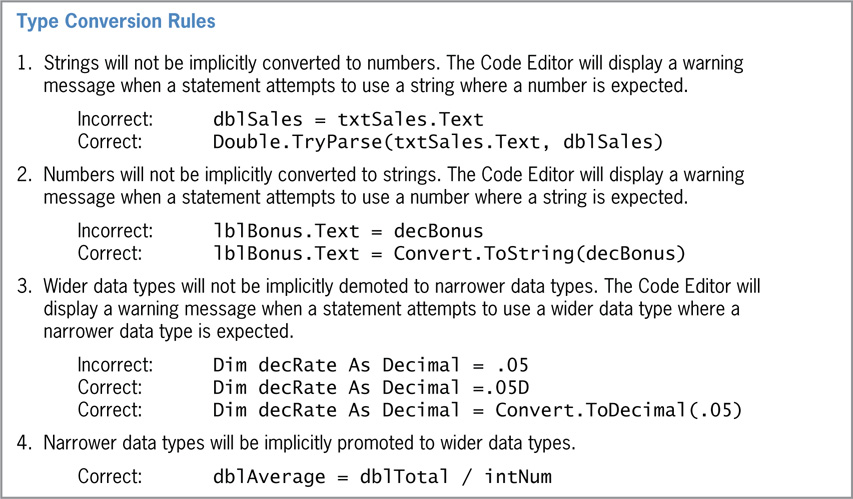 Type Conversion Rules
1. Strings will not be implicitly converted to numbers. The Code Editor will display a warning
message when a statement attempts to use a string where a number is expected.
Incorrect: dblSales = txtSales.Text
Correct: Double.TryParse(txtSales.Text, dblSales)
2. Numbers will not be implicitly converted to strings. The Code Editor will display a warning
message when a statement attempts to use a number where a string is expected.
Incorrect: lblBonus.Text = decBonus
Correct: lblBonus.Text = Convert.ToString(decBonus)
3. Wider data types will not be implicitly demoted to narrower data types. The Code Editor will
display a warning message when a statement attempts to use a wider data type where a
narrower data type is expected.
Incorrect: Dim decRate As Decimal = .05
Correct: Dim decRate As Decimal =.05D
Correct: Dim decRate As Decimal = Convert.ToDecimal(.05)
4. Narrower data types will be implicitly promoted to wider data types.
Correct: dblAverage = dblTotal / intNum